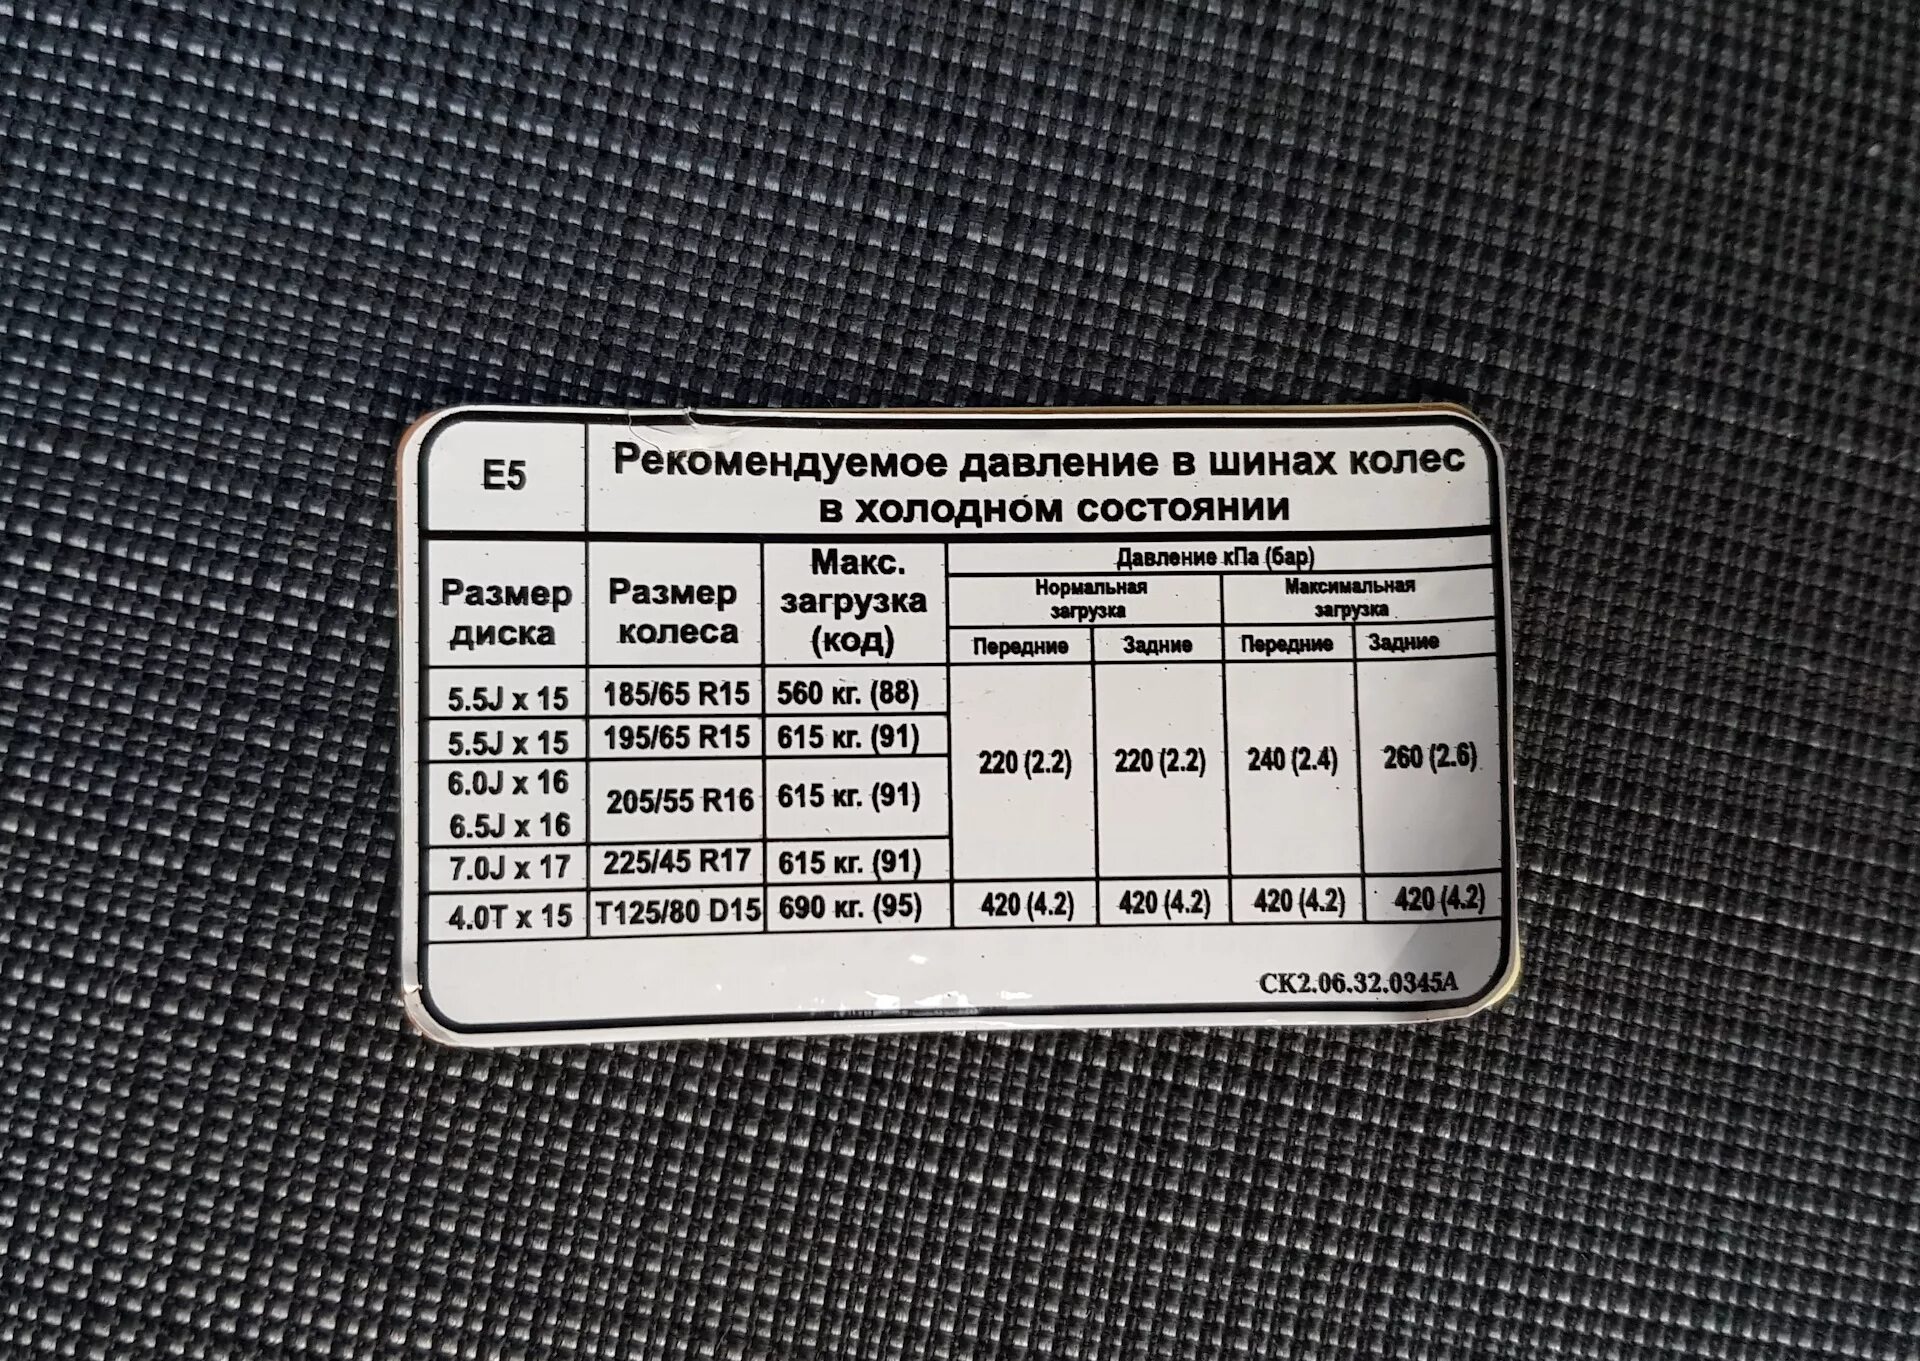 E5
Рекомендуемое давление в шинах колес
в холодном состоянии
Размер диска
Размер колеса
Макс. загрузка (код)
Давление кПа (бар)
Нормальная загрузка
Максимальная загрузка
Передние Задние Передние Задние
5.5J x 15 185/65 R15 560 кг. (88)
5.5J x 15 195/65 R15 615 кг. (91)
6.0J x 16
6.5J x 16
205/55 R16 615 кг. (91)
7.0J x 17 225/45 R17 615 кг. (91)
220 (2.2) 220 (2.2) 240 (2.4) 260 (2.6)
4.0T x 15 T125/80 D15 690 кг. (95) 420 (4.2) 420 (4.2) 420 (4.2) 420 (4.2)
CK2.06.32.0345A